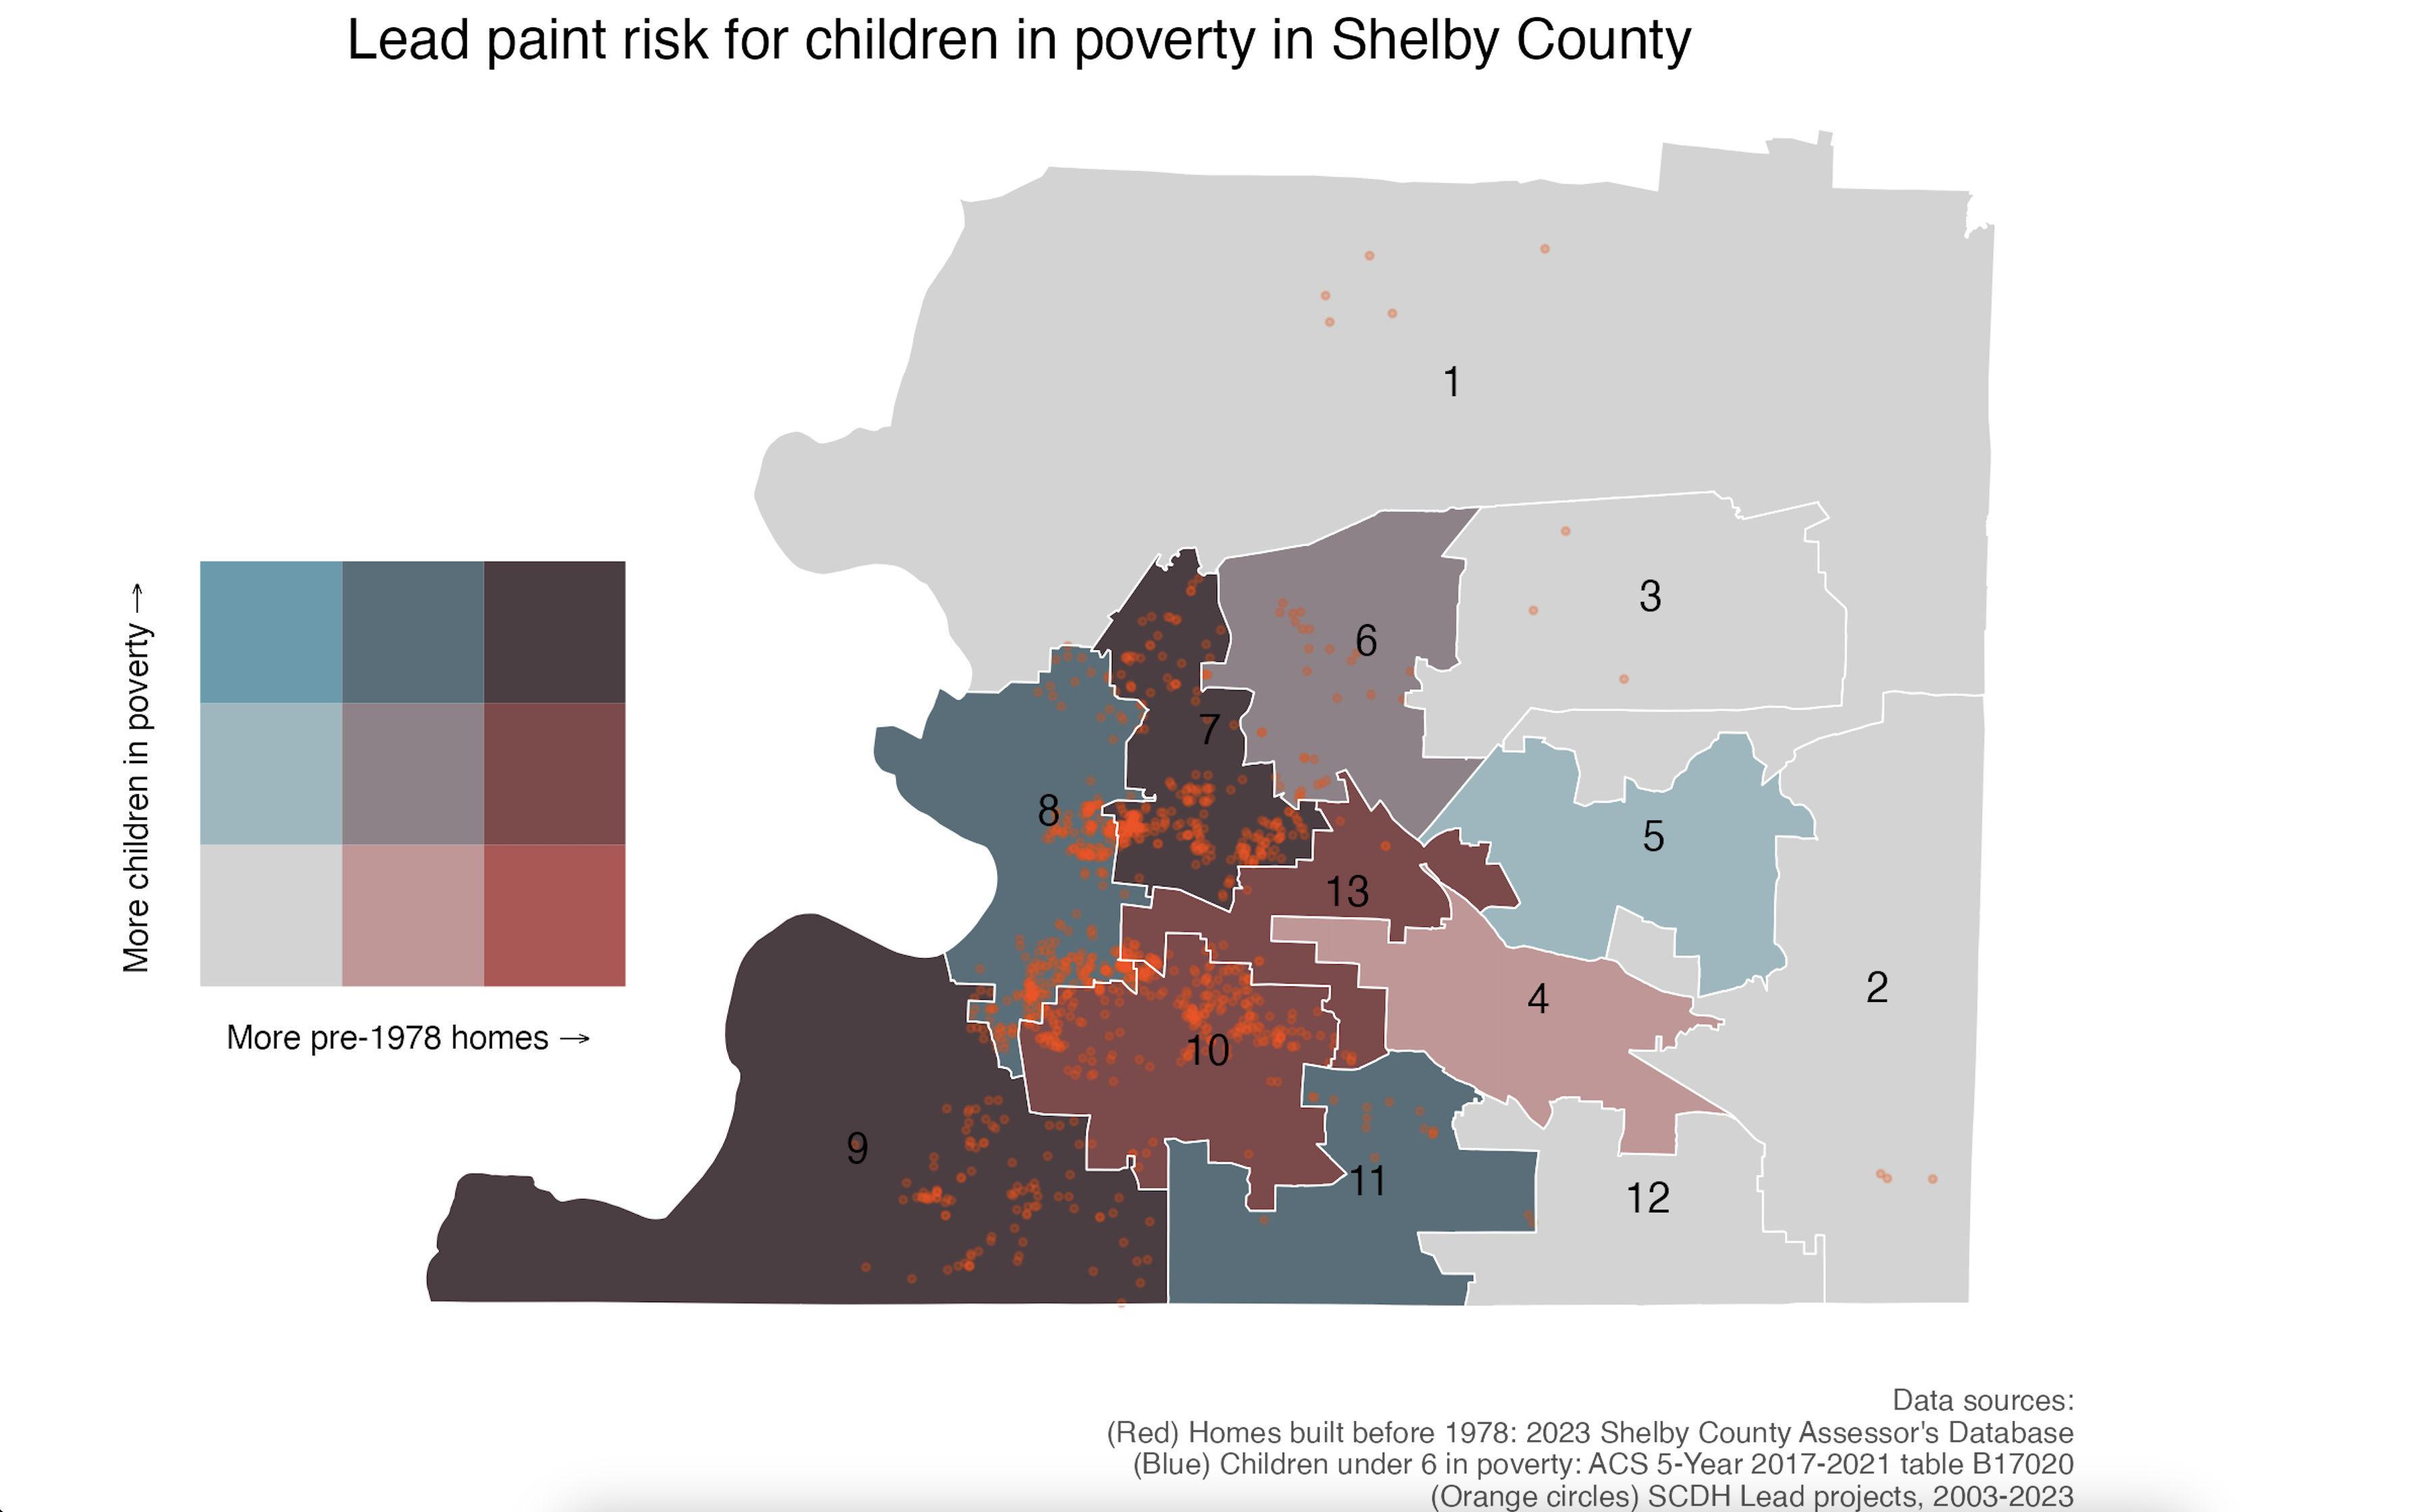 Lead paint risk for children in poverty in Shelby County
1
3
6
7
8
5
13
2
4
10
9
11
12
More children in poverty →
More pre-1978 homes →
Data sources:
(Red) Homes built before 1978: 2023 Shelby County Assessor's Database
(Blue) Children under 6 in poverty: ACS 5-Year 2017-2021 table B17020
(Orange circles) SCDH Lead projects, 2003-2023